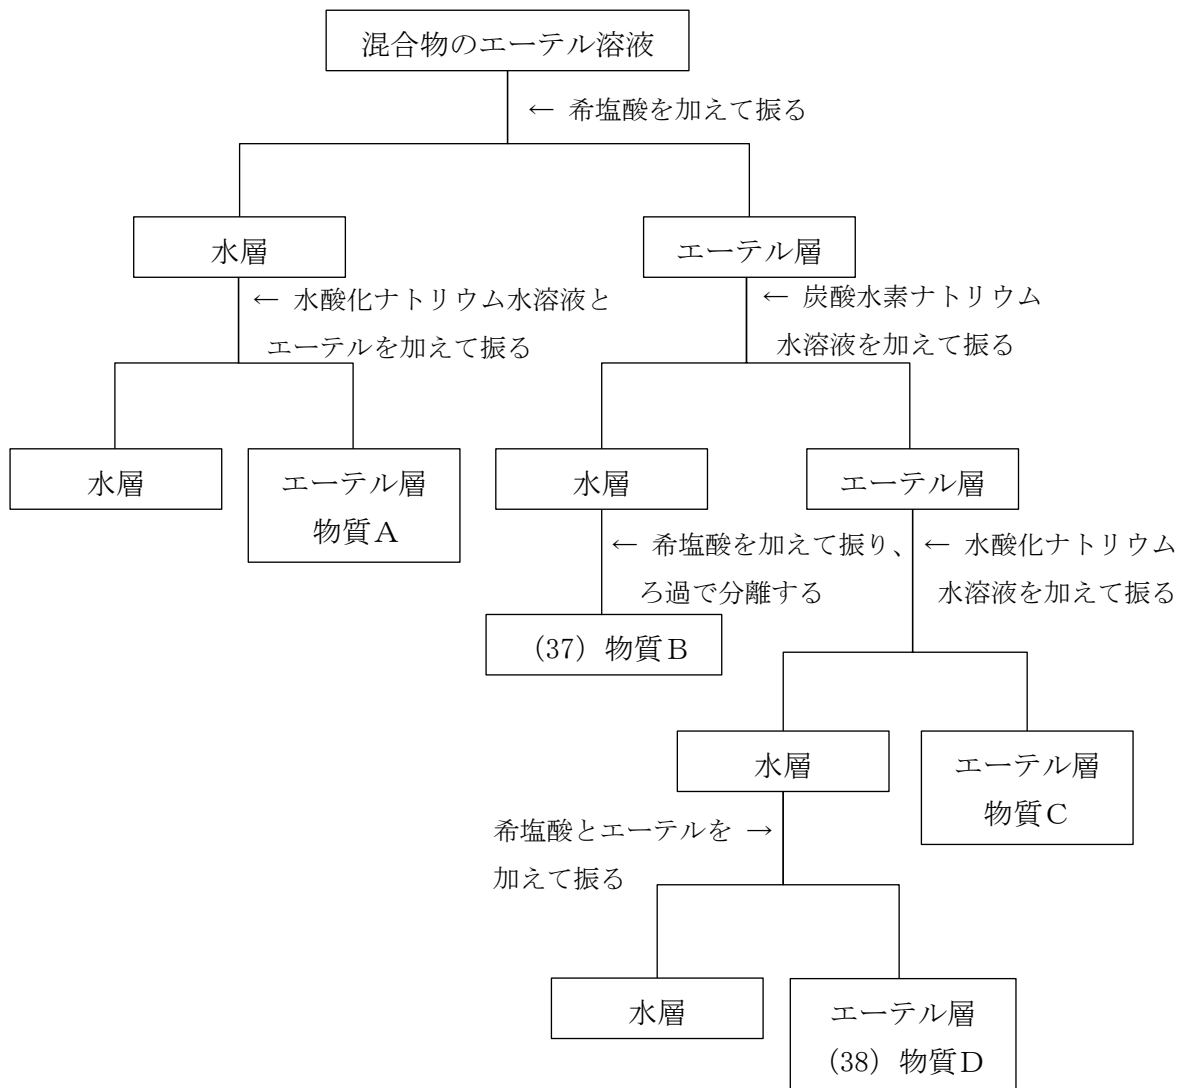 混合物のエーテル溶液
← 希塩酸を加えて振る
水層
エーテル層
← 水酸化ナトリウム水溶液と
エーテルを加えて振る
← 炭酸水素ナトリウム
水溶液を加えて振る
水層
エーテル層
物質A
水層
エーテル層
← 希塩酸を加えて振り、
ろ過で分離する
← 水酸化ナトリウム
水溶液を加えて振る
(37) 物質B
水層
エーテル層
物質C
希塩酸とエーテルを →
加えて振る
水層
エーテル層
(38) 物質D